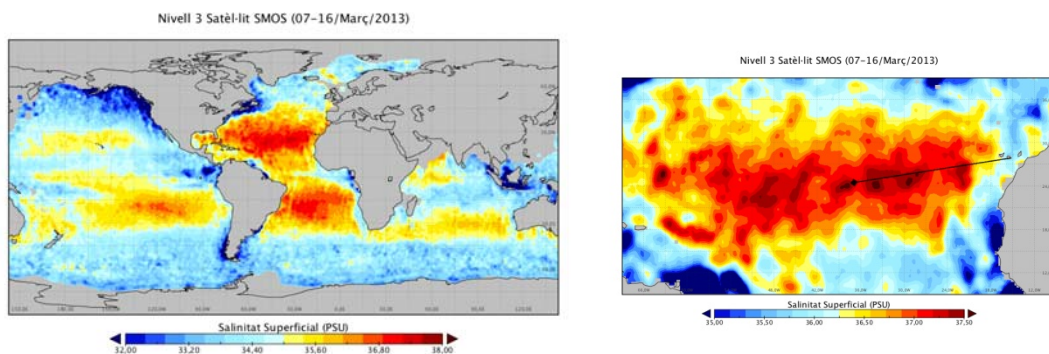 Nivell 3 Satèl·lit SMOS (07-16/Març/2013)
Salinitat Superficial (PSU)
32,00 33,20 34,40 35,60 36,80 38,00
Nivell 3 Satèl·lit SMOS (07-16/Març/2013)
Salinitat Superficial (PSU)
35,00 35,50 36,00 36,50 37,00 37,50